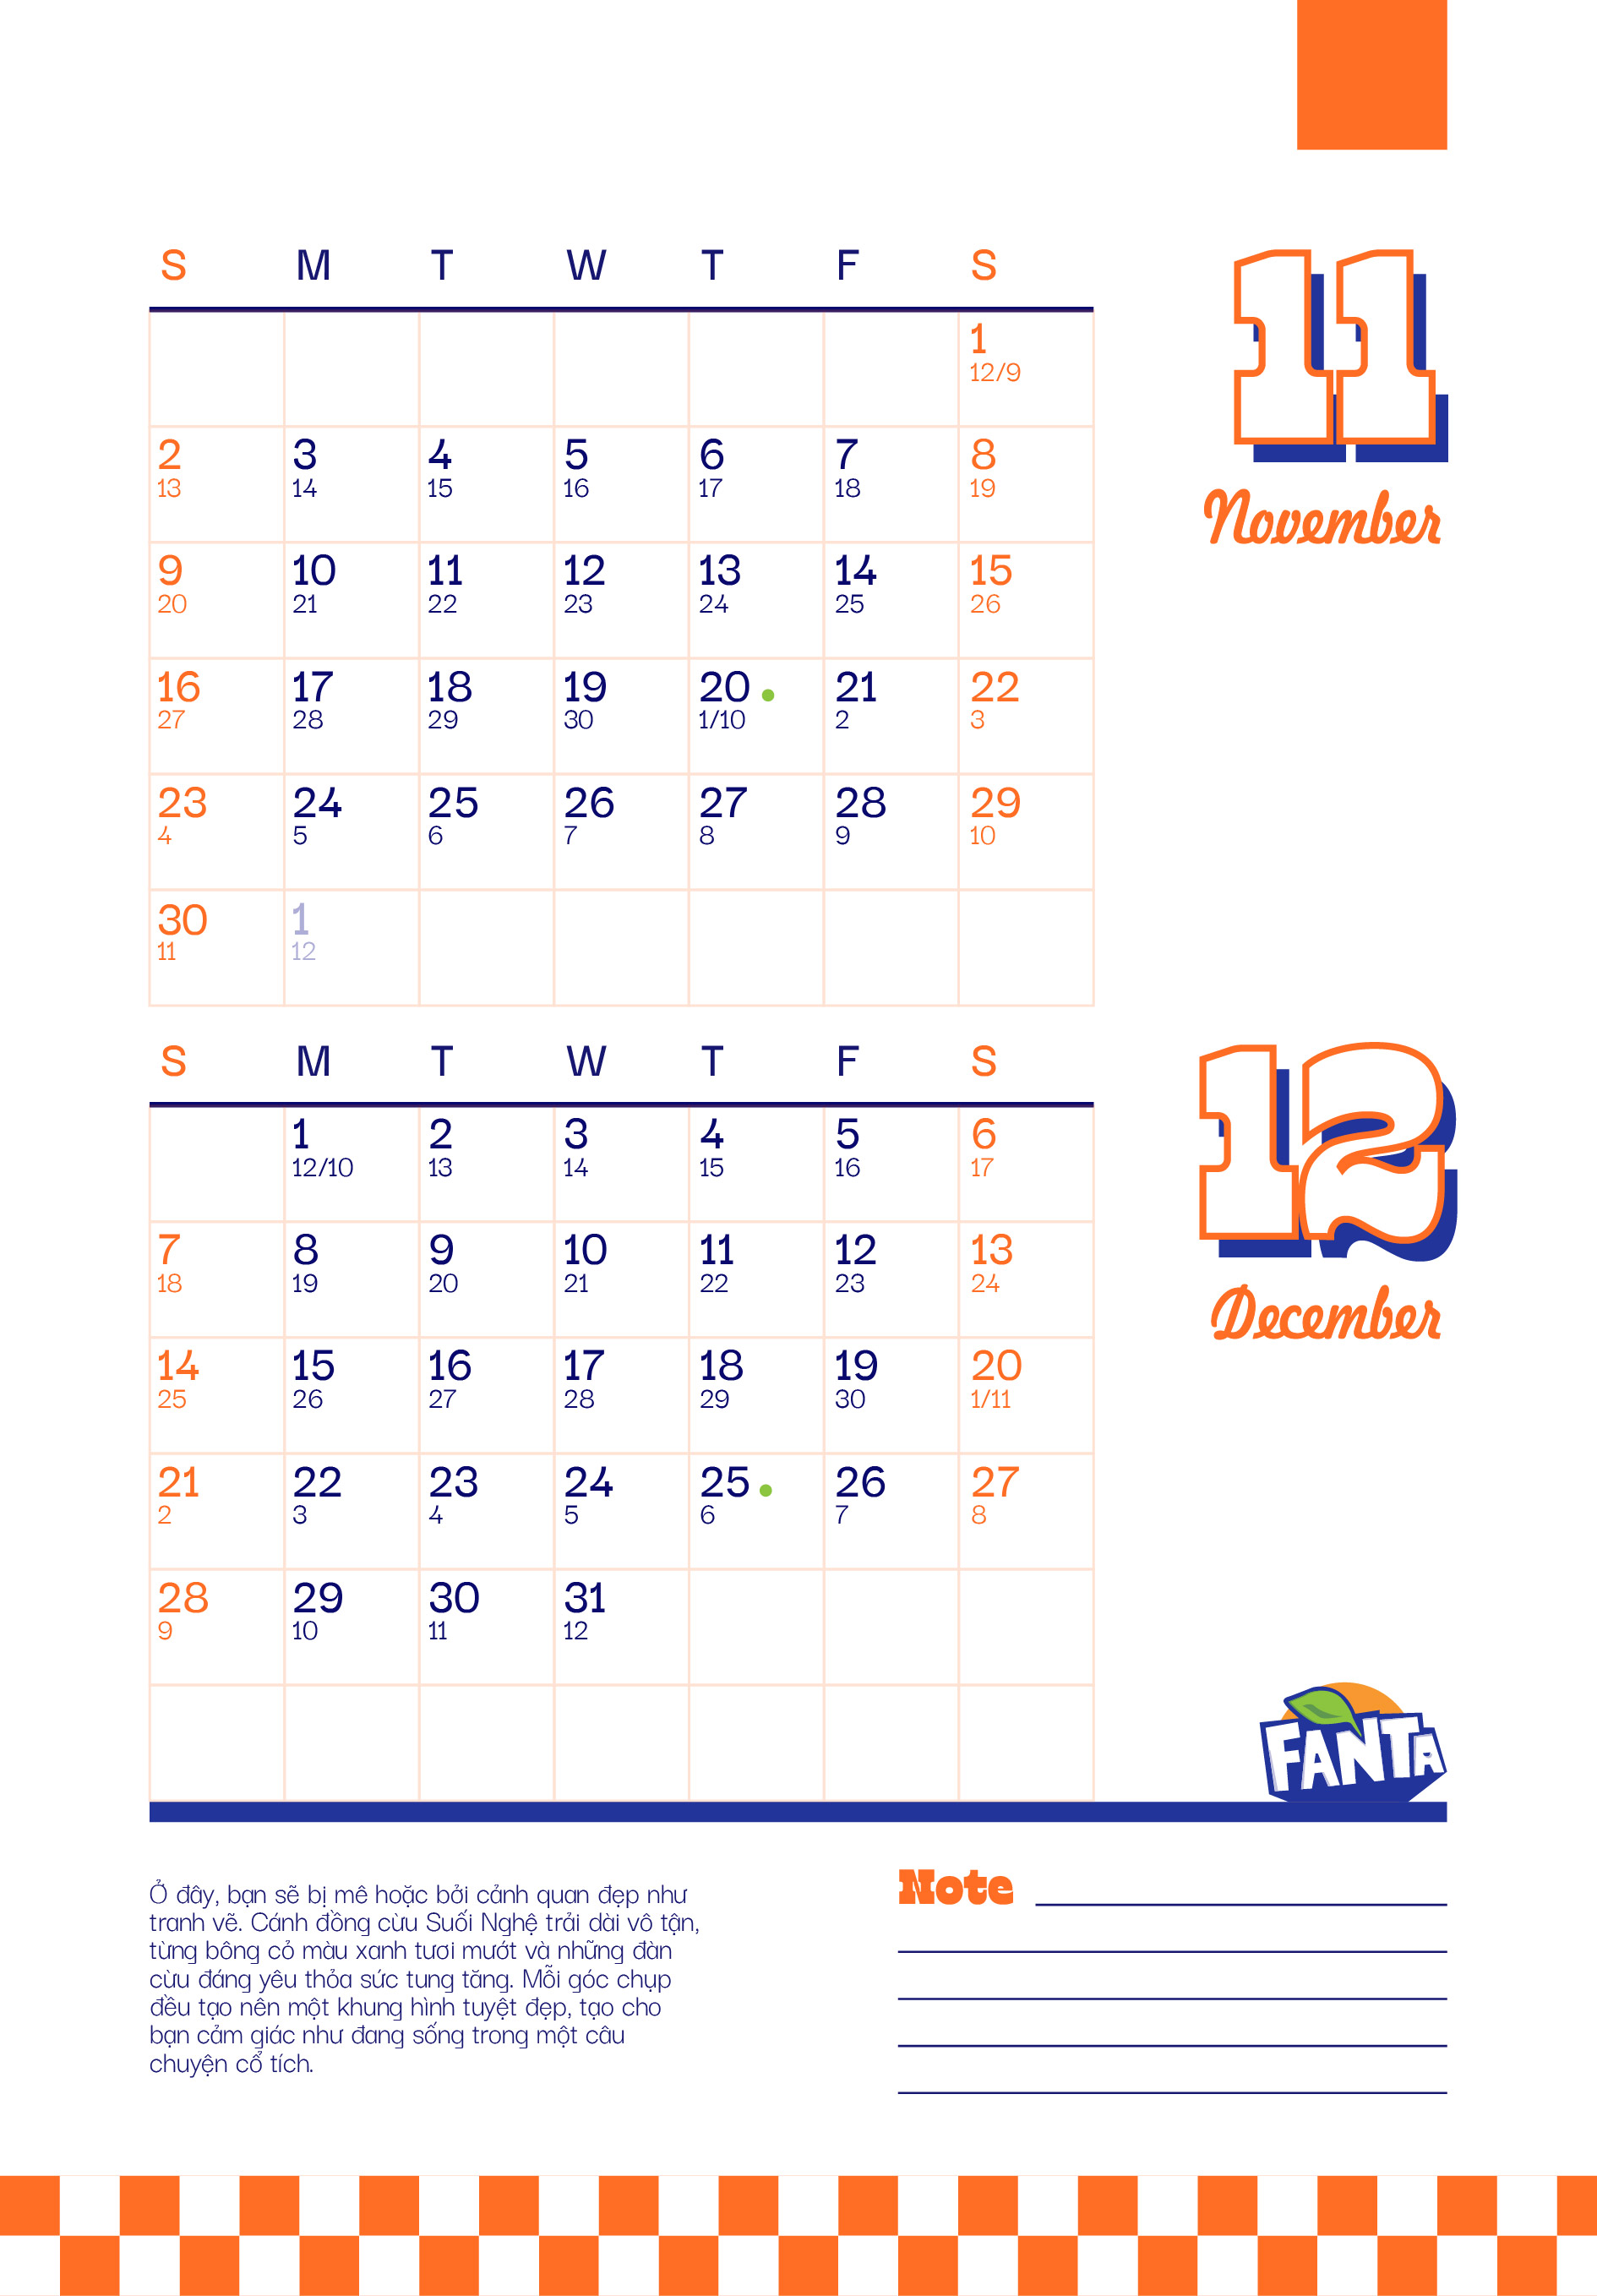 S M T W T F S
1
12/9
2 3 4 5 6 7 8
13 14 15 16 17 18 19
9 10 11 12 13 14 15
20 21 22 23 24 25 26
16 17 18 19 20 21 22
27 28 29 30 1/10 2 3
23 24 25 26 27 28 29
4 5 6 7 8 9 10
30 1
11 12
11
November
S M T W T F S
1 2 3 4 5 6
12/10 13 14 15 16 17
7 8 9 10 11 12 13
18 19 20 21 22 23 24
14 15 16 17 18 19 20
25 26 27 28 29 30 1/11
21 22 23 24 25 26 27
2 3 4 5 6 7 8
28 29 30 31
9 10 11 12
12
December
FANTA
Ở đây, bạn sẽ bị mê hoặc bởi cảnh quan đẹp như
tranh vẽ. Cánh đồng cừu Suối Nghệ trải dài vô tận,
từng bông cỏ màu xanh tươi mướt và những đàn
cừu đáng yêu thỏa sức tung tăng. Mỗi góc chụp
đều tạo nên một khung hình tuyệt đẹp, tạo cho
bạn cảm giác như đang sống trong một câu
chuyện cổ tích.
Note